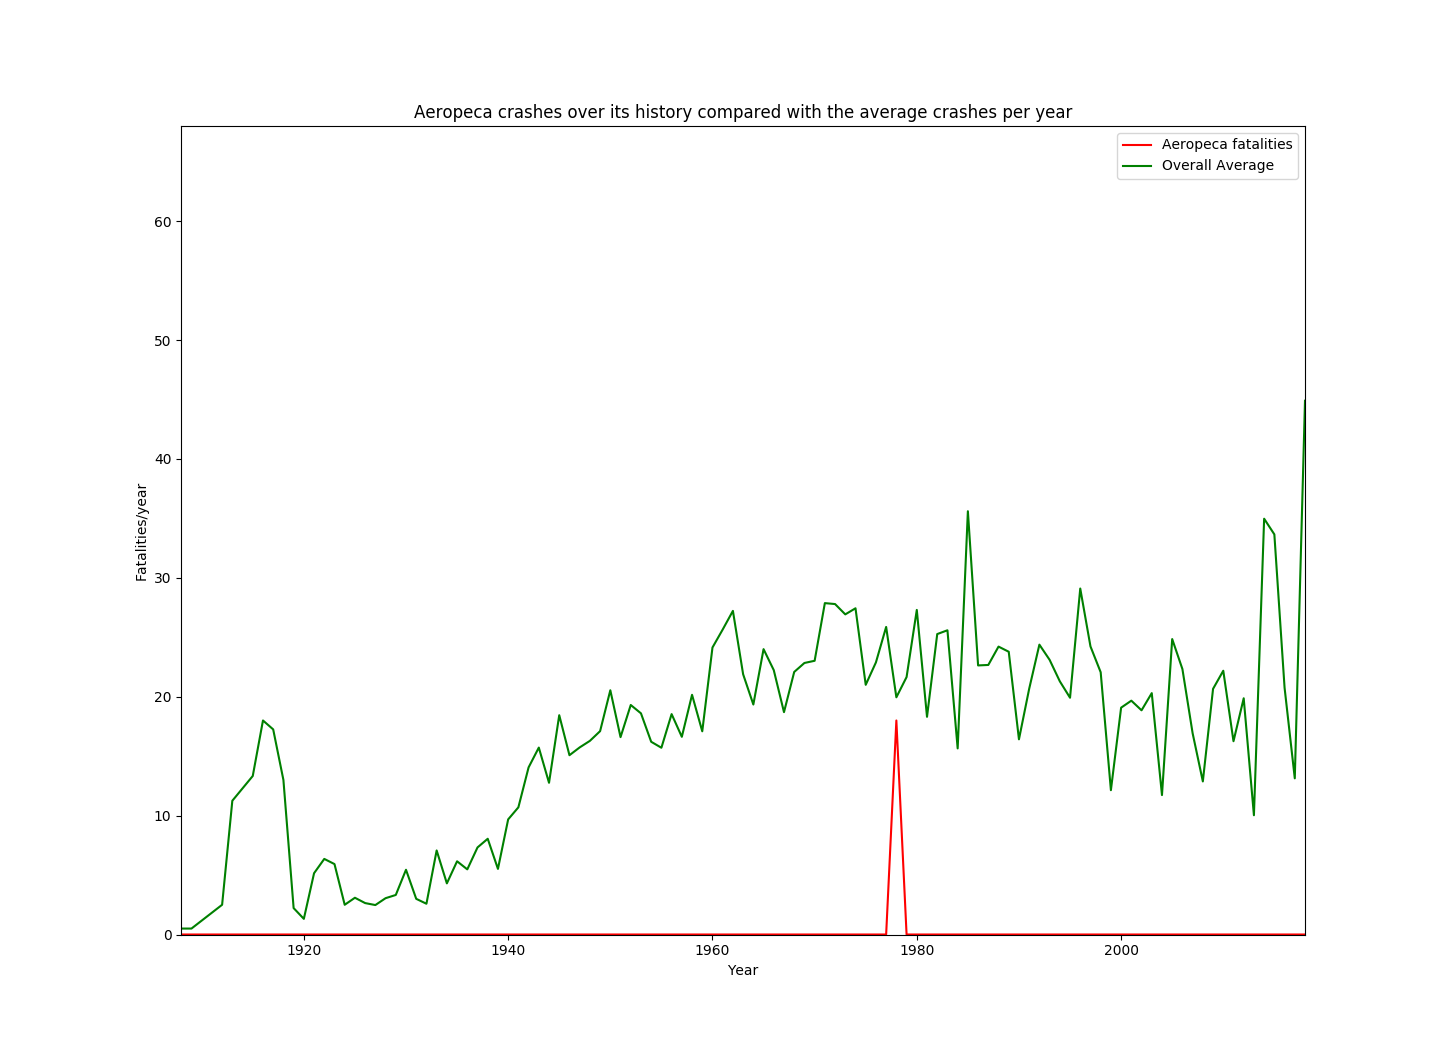 Aeropeca crashes over its history compared with the average crashes per year
Aeropeca fatalities
Overall Average
60
50
40
30
20
10
0
Fatalities/year
1920 1940 1960 1980 2000
Year